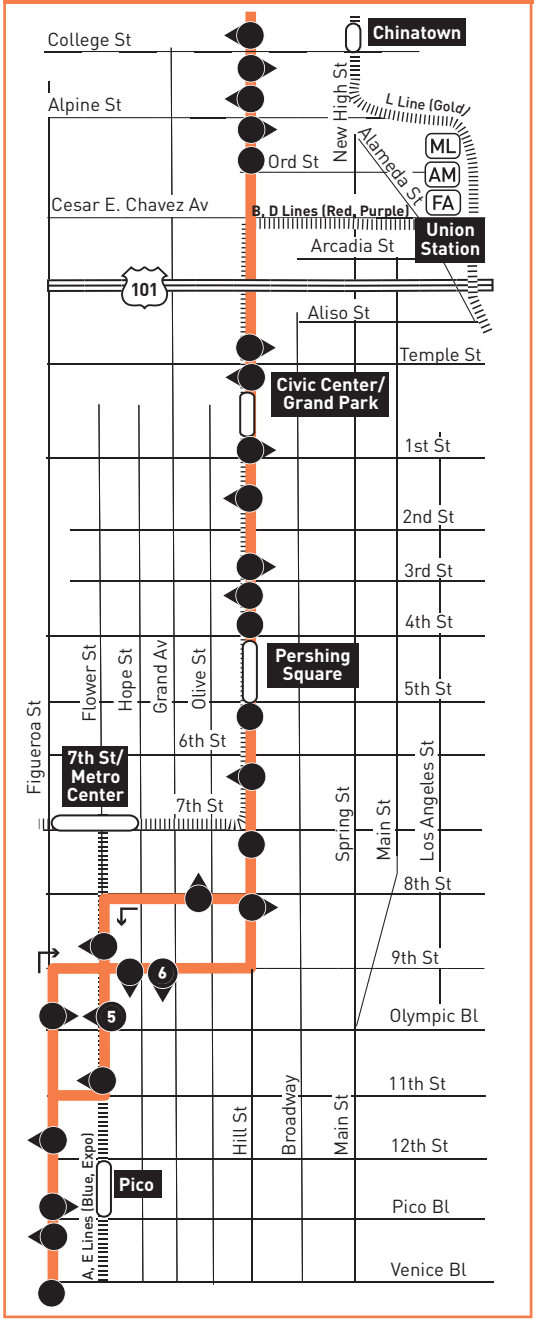 College St
Chinatown
New High St
Alpine St
L Line (Gold)
Alameda St
ML
Ord St
AM
Cesar E. Chavez Av
FA
B, D Lines (Red, Purple)
Union
Station
Arcadia St
101
Aliso St
Temple St
Civic Center/
Grand Park
1st St
2nd St
3rd St
4th St
Pershing
Square
Figueroa St
Flower St
Hope St
Grand Av
Olive St
5th St
6th St
7th St/
Metro
Center
7th St
Spring St
Main St
Los Angeles St
8th St
9th St
6
5
Olympic Bl
11th St
Hill St
Broadway
Main St
12th St
A, E Lines (Blue, Expo)
Pico
Pico Bl
Venice Bl